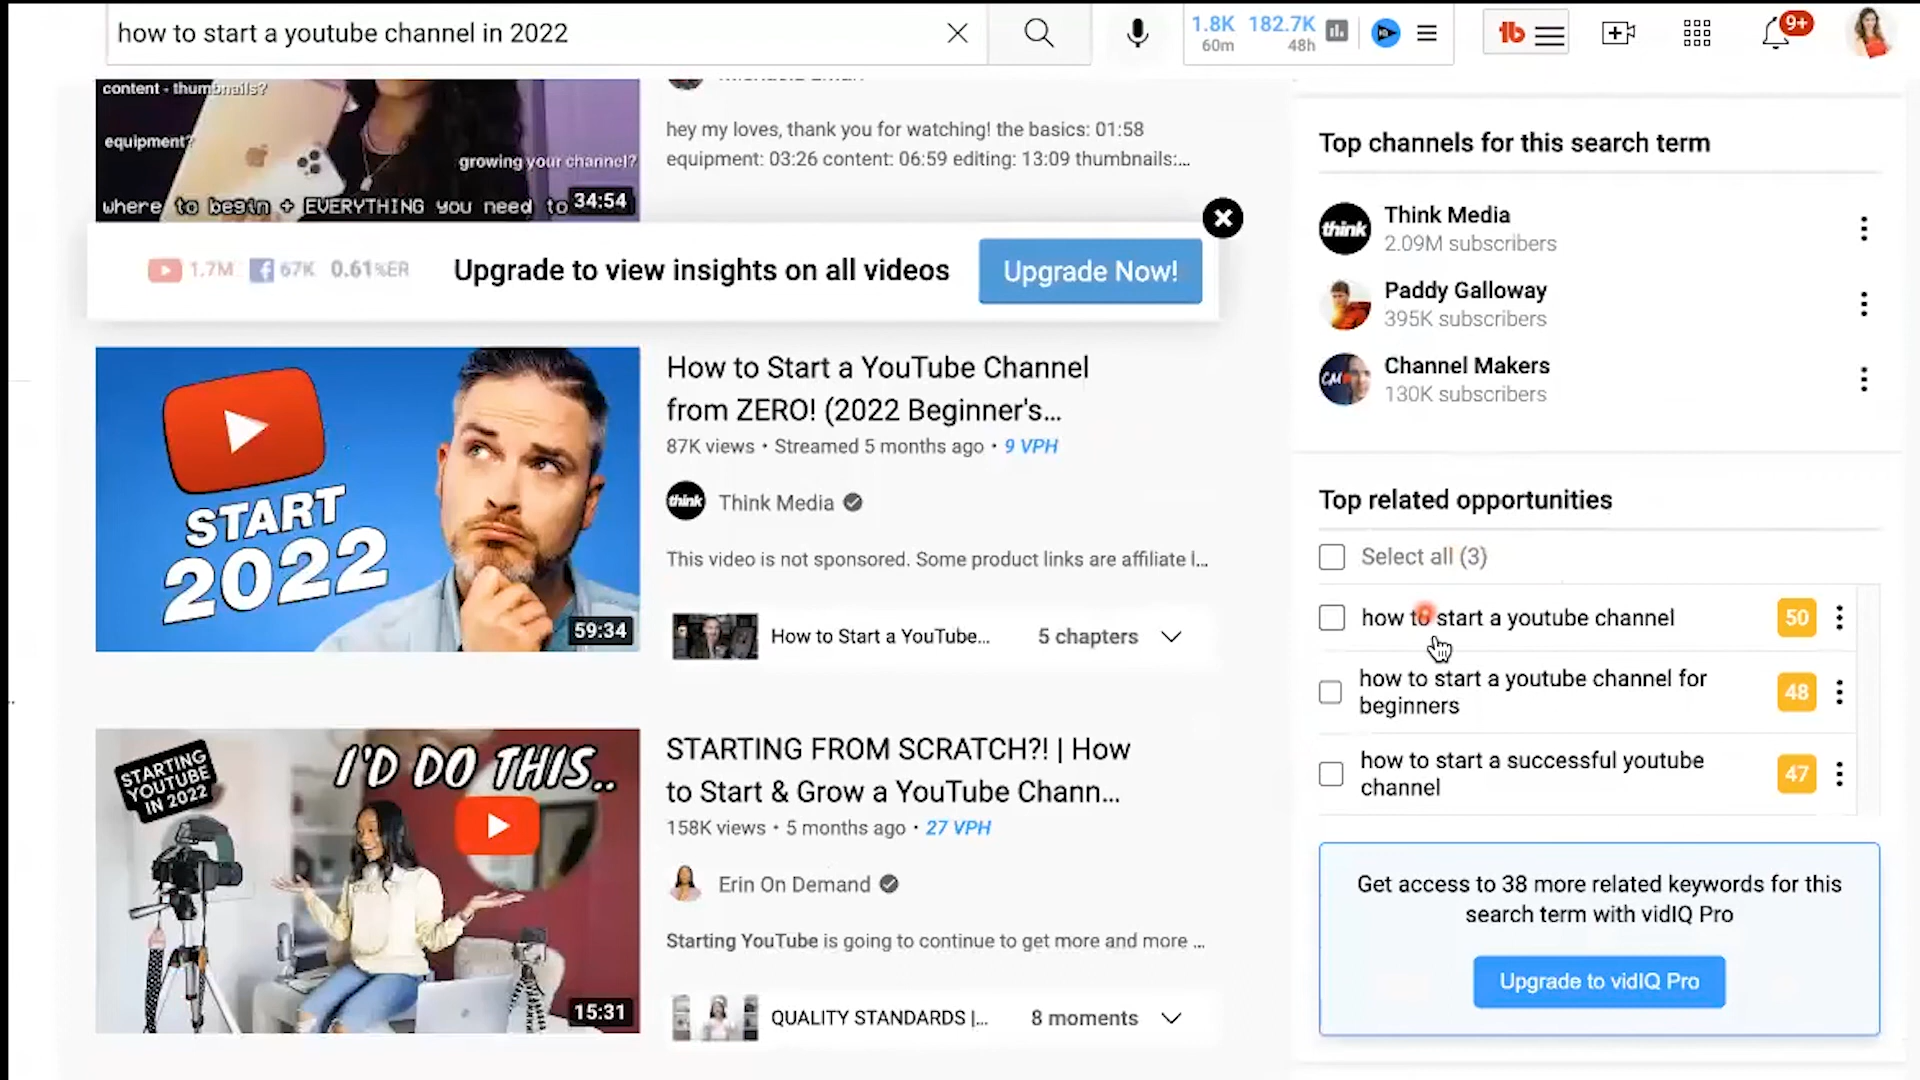 how to start a youtube channel in 2022
1.8K 182.7K
60m 48h
tb
9+
content - thumbnails?
equipment?
growing your channel?
where to begin + EVERYTHING you need to
34:54
hey my loves, thank you for watching! the basics: 01:58
equipment: 03:26 content: 06:59 editing: 13:09 thumbnails:...
1.7M 67K 0.61%ER
Upgrade to view insights on all videos
Upgrade Now!
START
2022
59:34
How to Start a YouTube Channel
from ZERO! (2022 Beginner's...
87K views • Streamed 5 months ago • 9 VPH
think
Think Media
This video is not sponsored. Some product links are affiliate l...
How to Start a YouTube...
5 chapters
STARTING
YOUTUBE
IN 2022
I'D DO THIS..
15:31
STARTING FROM SCRATCH?! | How
to Start & Grow a YouTube Chann...
158K views • 5 months ago • 27 VPH
Erin On Demand
Starting YouTube is going to continue to get more and more ...
QUALITY STANDARDS |...
8 moments
Top channels for this search term
think
Think Media
2.09M subscribers
Paddy Galloway
395K subscribers
CM
Channel Makers
130K subscribers
Top related opportunities
Select all (3)
how to start a youtube channel
50
how to start a youtube channel for
beginners
48
how to start a successful youtube
channel
47
Get access to 38 more related keywords for this
search term with vidIQ Pro
Upgrade to vidIQ Pro